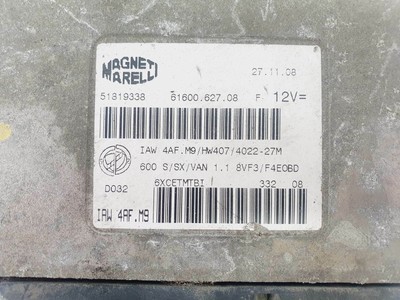 MAGNETI
MARELLI
27.11.08
51819338 61600.627.08 F 12V=
IAW 4AF.M9/HW407/4022-27M
600 S/SX/VAN 1.1 8VF3/F4EOBD
D032 6XCETMTBI 332 08
IAW 4AF.M9